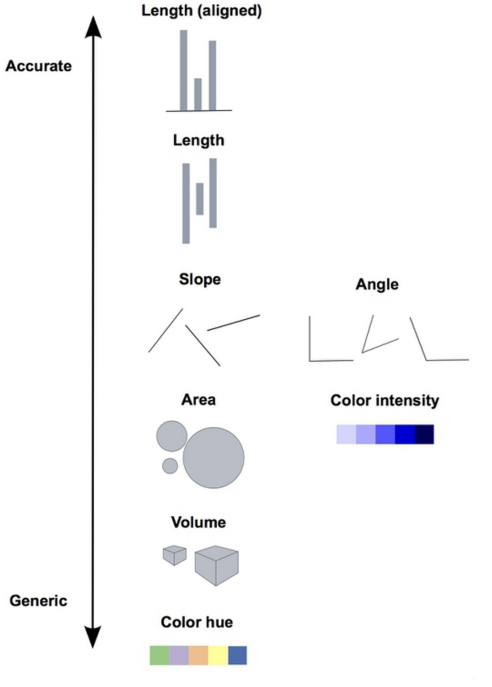 Length (aligned)
Accurate
Length
Slope
Angle
Area
Color intensity
Volume
Generic
Color hue